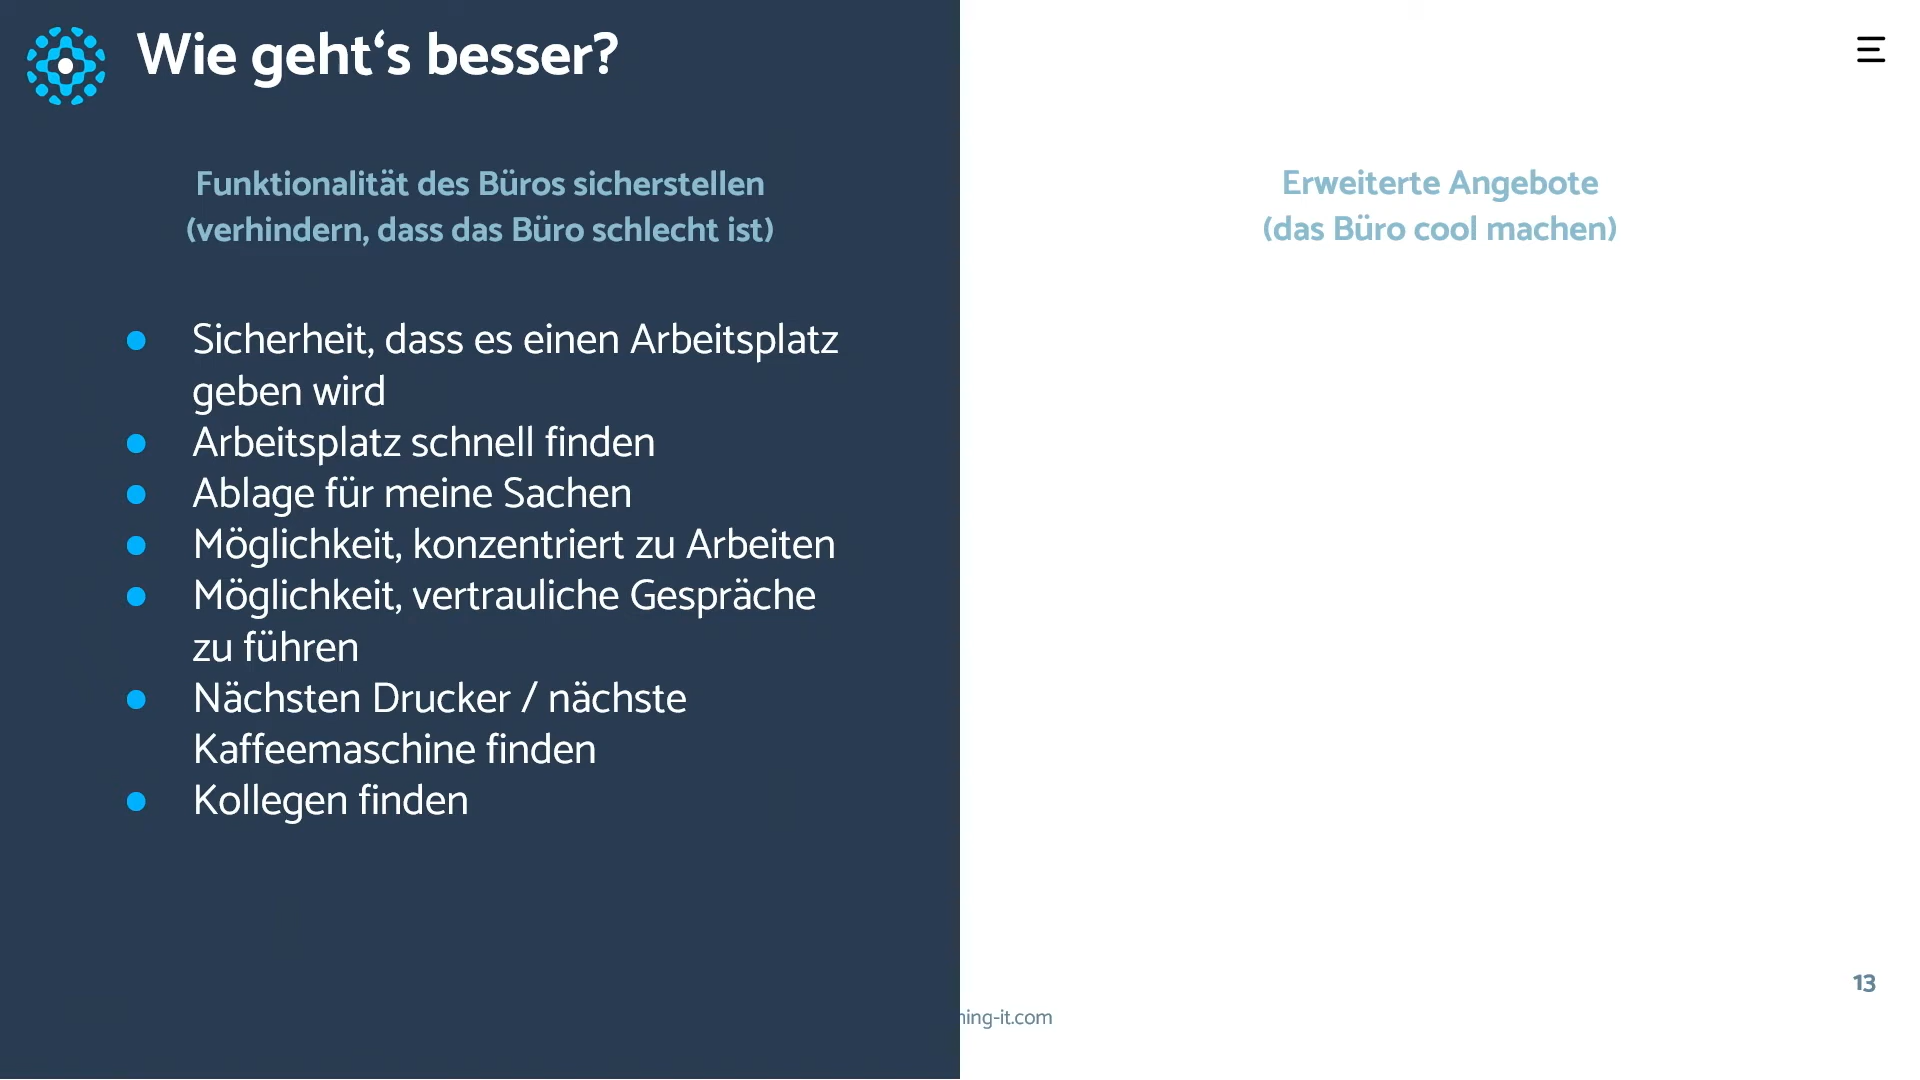 Wie geht‘s besser?
Funktionalität des Büros sicherstellen
(verhindern, dass das Büro schlecht ist)
Sicherheit, dass es einen Arbeitsplatz
geben wird
Arbeitsplatz schnell finden
Ablage für meine Sachen
Möglichkeit, konzentriert zu Arbeiten
Möglichkeit, vertrauliche Gespräche
zu führen
Nächsten Drucker / nächste
Kaffeemaschine finden
Kollegen finden
Erweiterte Angebote
(das Büro cool machen)
13
ning-it.com